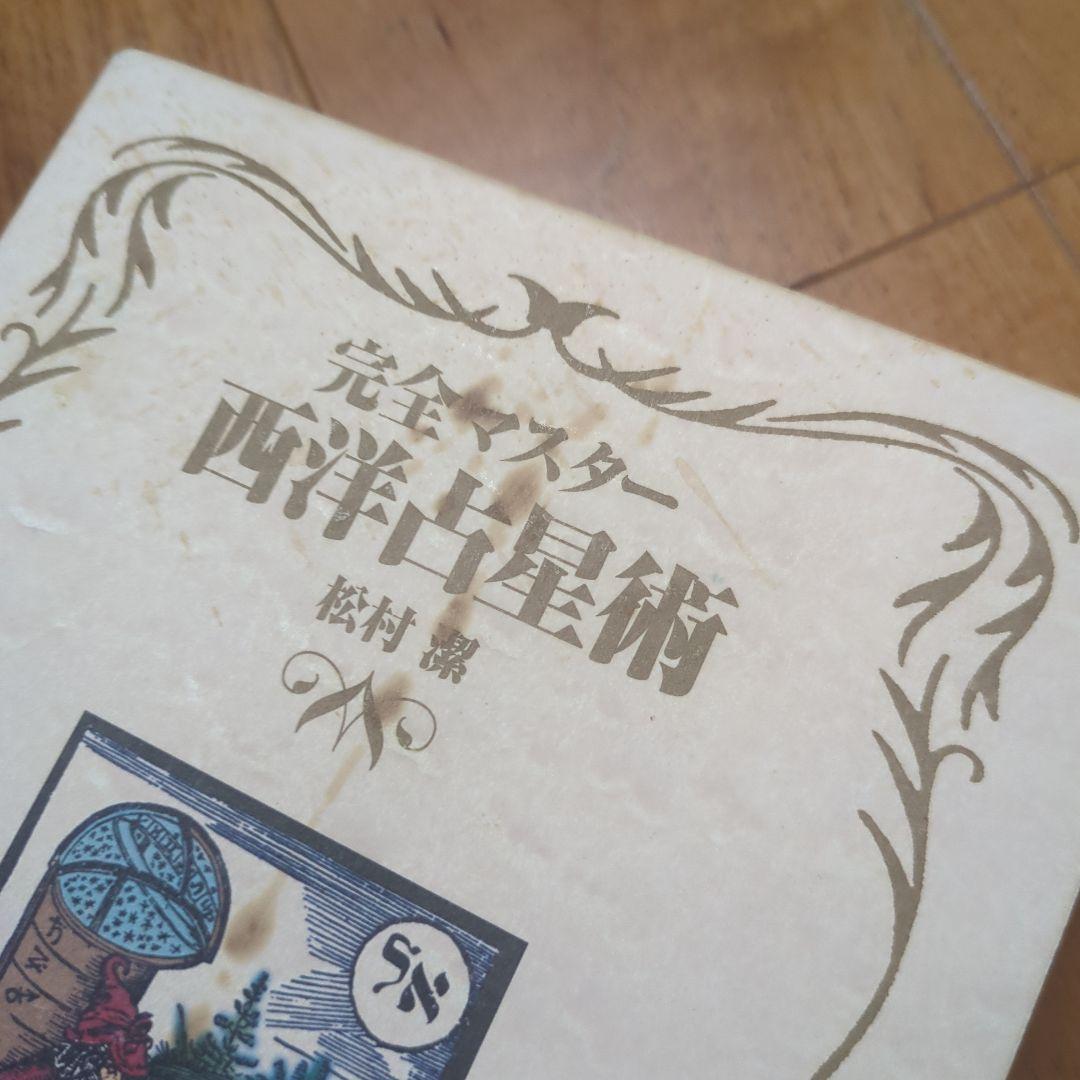 完全マスター
西洋占星術
松村 潔